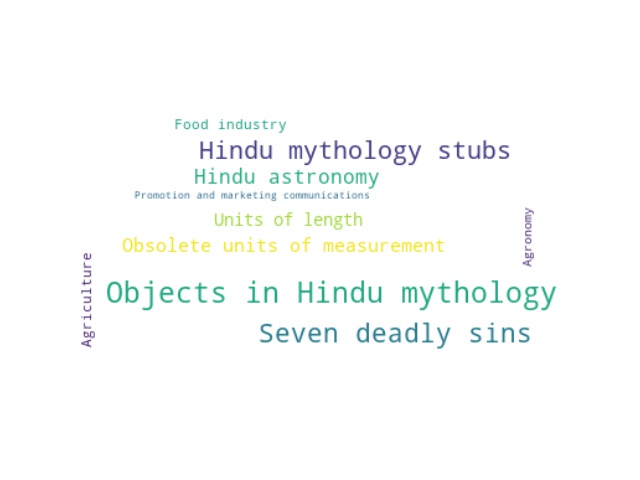 Food industry
Hindu mythology stubs
Hindu astronomy
Promotion and marketing communications
Units of length
Agronomy
Obsolete units of measurement
Agriculture
Objects in Hindu mythology
Seven deadly sins